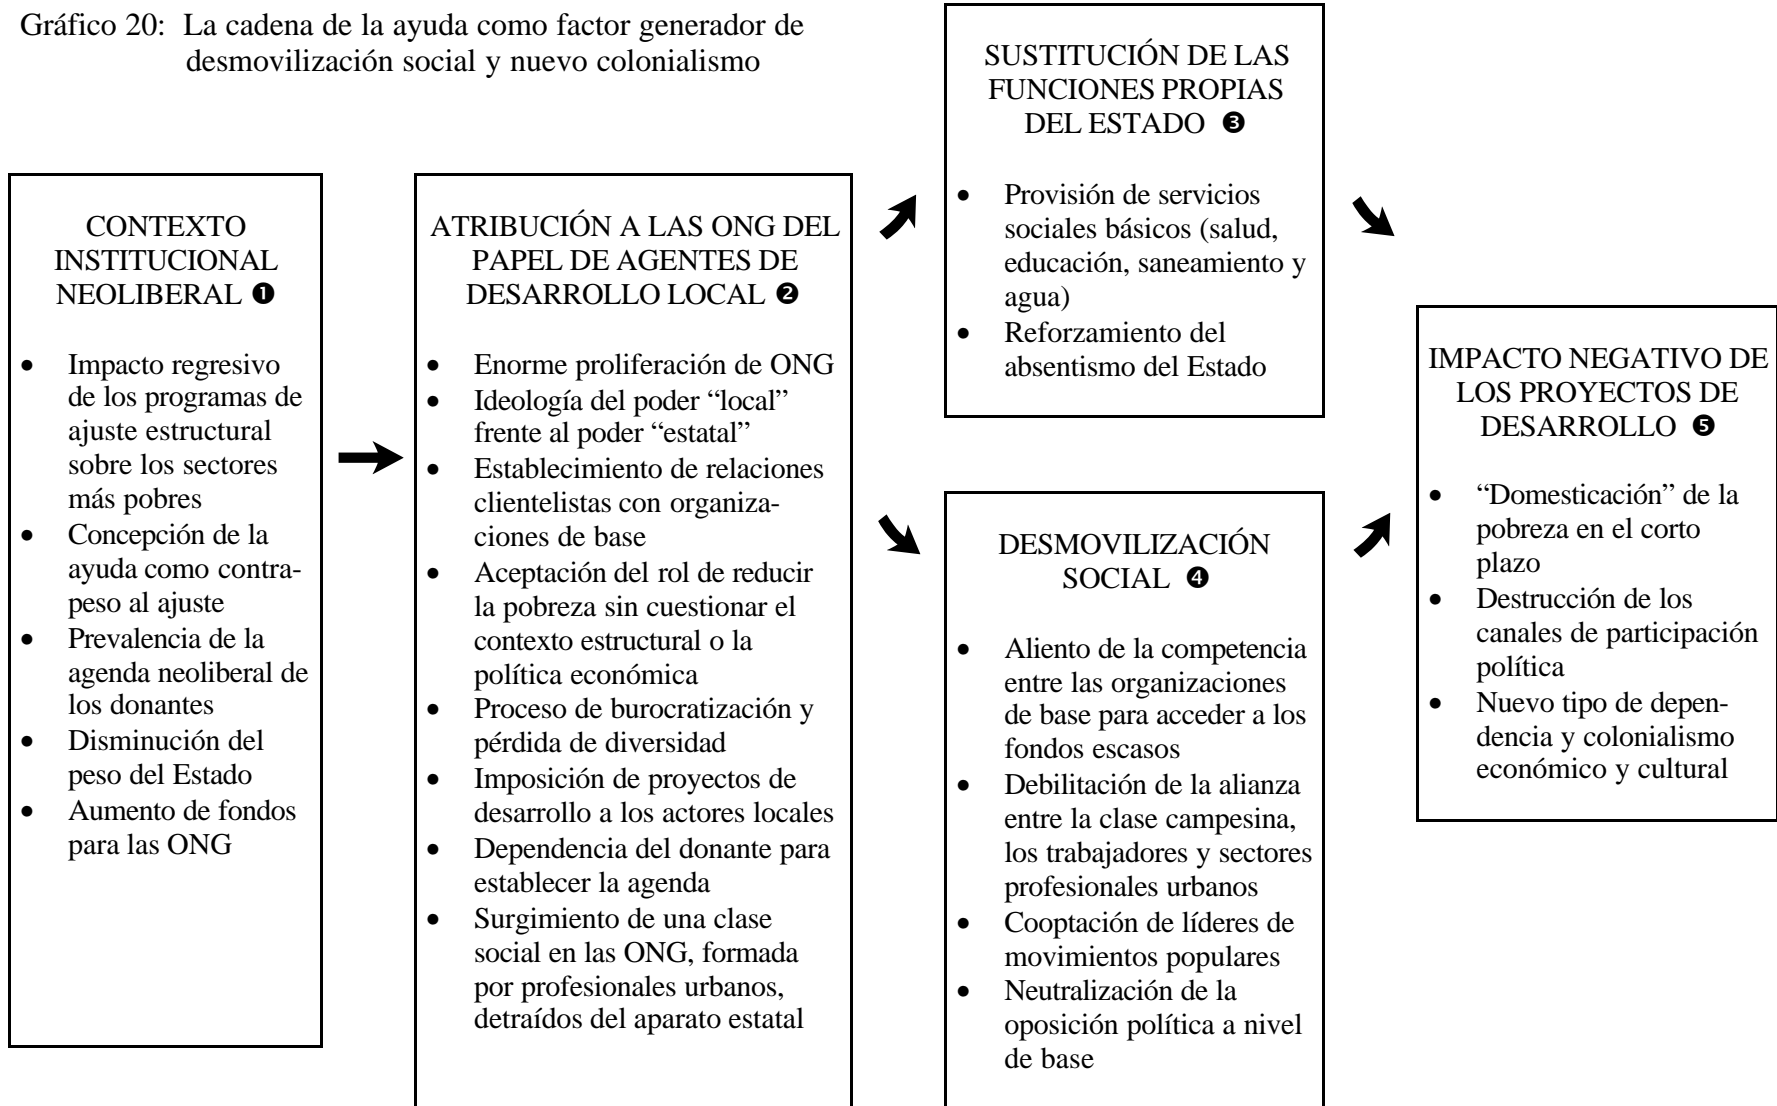 Gráfico 20:  La cadena de la ayuda como factor generador de
desmovilización social y nuevo colonialismo
CONTEXTO
INSTITUCIONAL
NEOLIBERAL ❶
• Impacto regresivo
de los programas de
ajuste estructural
sobre los sectores
más pobres
• Concepción de la
ayuda como contra-
peso al ajuste
• Prevalencia de la
agenda neoliberal de
los donantes
• Disminución del
peso del Estado
• Aumento de fondos
para las ONG
ATRIBUCIÓN A LAS ONG DEL
PAPEL DE AGENTES DE
DESARROLLO LOCAL ❷
• Enorme proliferación de ONG
• Ideología del poder “local”
frente al poder “estatal”
• Establecimiento de relaciones
clientelistas con organiza-
ciones de base
• Aceptación del rol de reducir
la pobreza sin cuestionar el
contexto estructural o la
política económica
• Proceso de burocratización y
pérdida de diversidad
• Imposición de proyectos de
desarrollo a los actores locales
• Dependencia del donante para
establecer la agenda
• Surgimiento de una clase
social en las ONG, formada
por profesionales urbanos,
detraídos del aparato estatal
SUSTITUCIÓN DE LAS
FUNCIONES PROPIAS
DEL ESTADO ❸
• Provisión de servicios
sociales básicos (salud,
educación, saneamiento y
agua)
• Reforzamiento del
absentismo del Estado
DESMOVILIZACIÓN
SOCIAL ❹
• Aliento de la competencia
entre las organizaciones
de base para acceder a los
fondos escasos
• Debilitación de la alianza
entre la clase campesina,
los trabajadores y sectores
profesionales urbanos
• Cooptación de líderes de
movimientos populares
• Neutralización de la
oposición política a nivel
de base
IMPACTO NEGATIVO DE
LOS PROYECTOS DE
DESARROLLO ❺
• “Domesticación” de la
pobreza en el corto
plazo
• Destrucción de los
canales de participación
política
• Nuevo tipo de depen-
dencia y colonialismo
económico y cultural